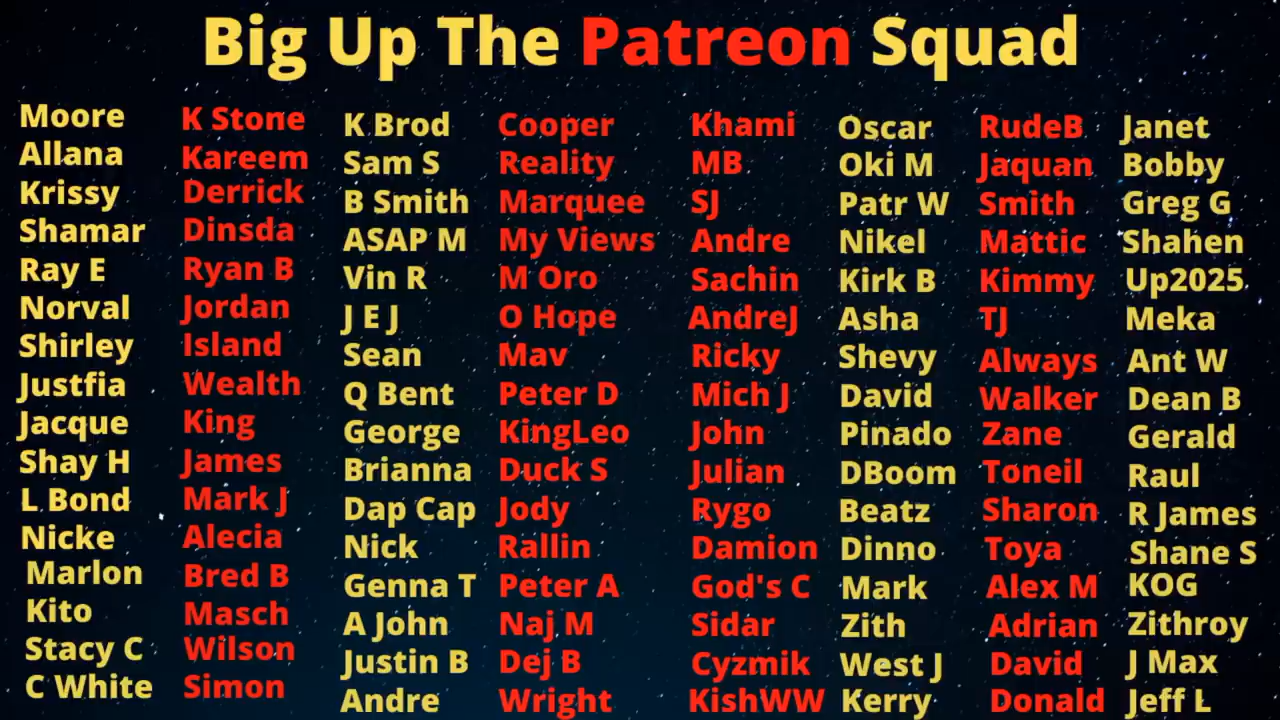 Big Up The Patreon Squad
Moore
Allana
Krissy
Shamar
Ray E
Norval
Shirley
Justfia
Jacque
Shay H
L Bond
Nicke
Marlon
Kito
Stacy C
C White
K Stone
Kareem
Derrick
Dinsda
Ryan B
Jordan
Island
Wealth
King
James
Mark J
Alecia
Bred B
Masch
Wilson
Simon
K Brod
Sam S
B Smith
ASAP M
Vin R
J E J
Sean
Q Bent
George
Brianna
Dap Cap
Nick
Genna T
A John
Justin B
Andre
Cooper
Reality
Marquee
My Views
M Oro
O Hope
Mav
Peter D
KingLeo
Duck S
Jody
Rallin
Peter A
Naj M
Dej B
Wright
Khami
MB
SJ
Andre
Sachin
AndreJ
Ricky
Mich J
John
Julian
Rygo
Damion
God's C
Sidar
Cyzmik
KishWW
Oscar
Oki M
Patr W
Nikel
Kirk B
Asha
Shevy
David
Pinado
DBoom
Beatz
Dinno
Mark
Zith
West J
Kerry
RudeB
Jaquan
Smith
Mattic
Kimmy
TJ
Always
Walker
Zane
Toneil
Sharon
Toya
Alex M
Adrian
David
Donald
Janet
Bobby
Greg G
Shahen
Up2025
Meka
Ant W
Dean B
Gerald
Raul
R James
Shane S
KOG
Zithroy
J Max
Jeff L